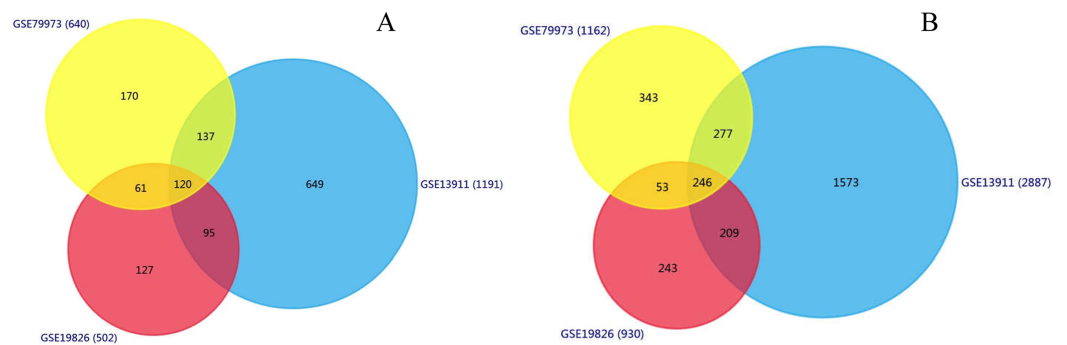 A
GSE79973 (640)
170
137
61
120
649
GSE13911 (1191)
95
127
GSE19826 (502)
B
GSE79973 (1162)
343
277
53
246
1573
GSE13911 (2887)
209
243
GSE19826 (930)